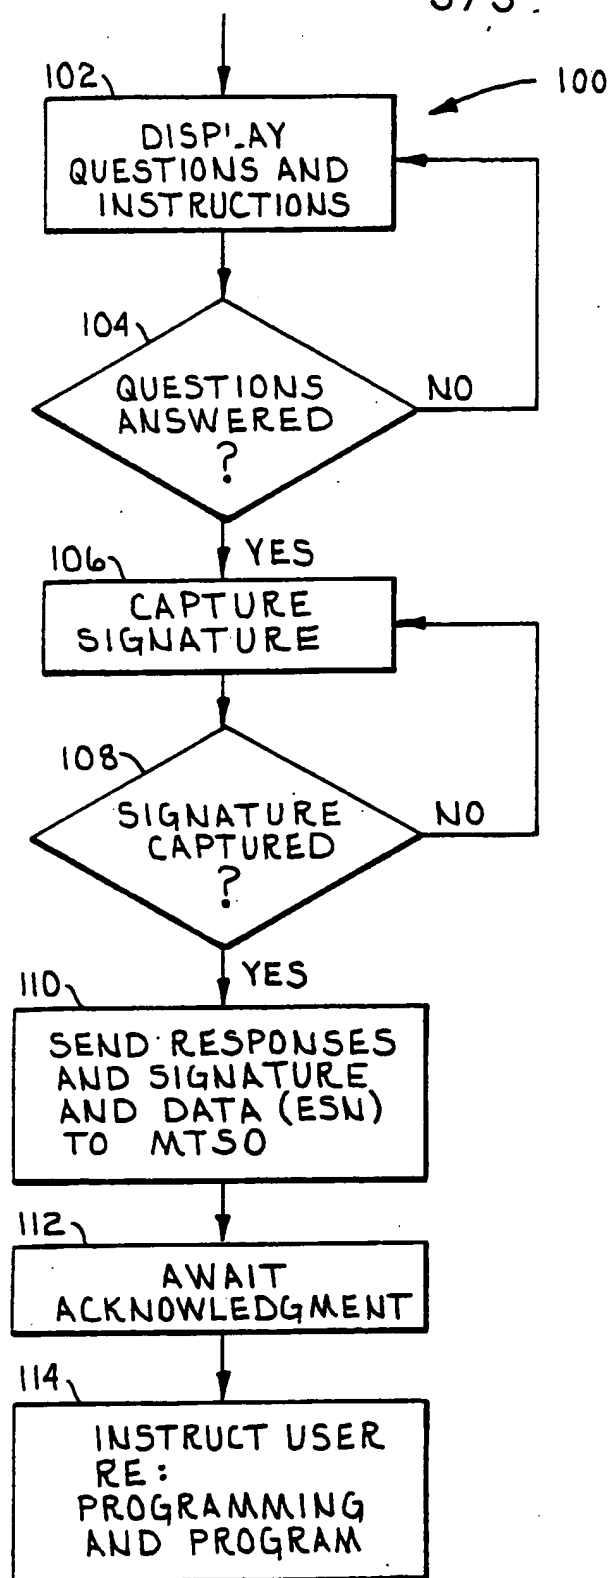 3/3
102
100
DISPLAY
QUESTIONS AND
INSTRUCTIONS
104
QUESTIONS
ANSWERED
?
NO
YES
106
CAPTURE
SIGNATURE
108
SIGNATURE
CAPTURED
?
NO
YES
110
SEND RESPONSES
AND SIGNATURE
AND DATA (ESN)
TO MTSO
112
AWAIT
ACKNOWLEDGMENT
114
INSTRUCT USER
RE:
PROGRAMMING
AND PROGRAM